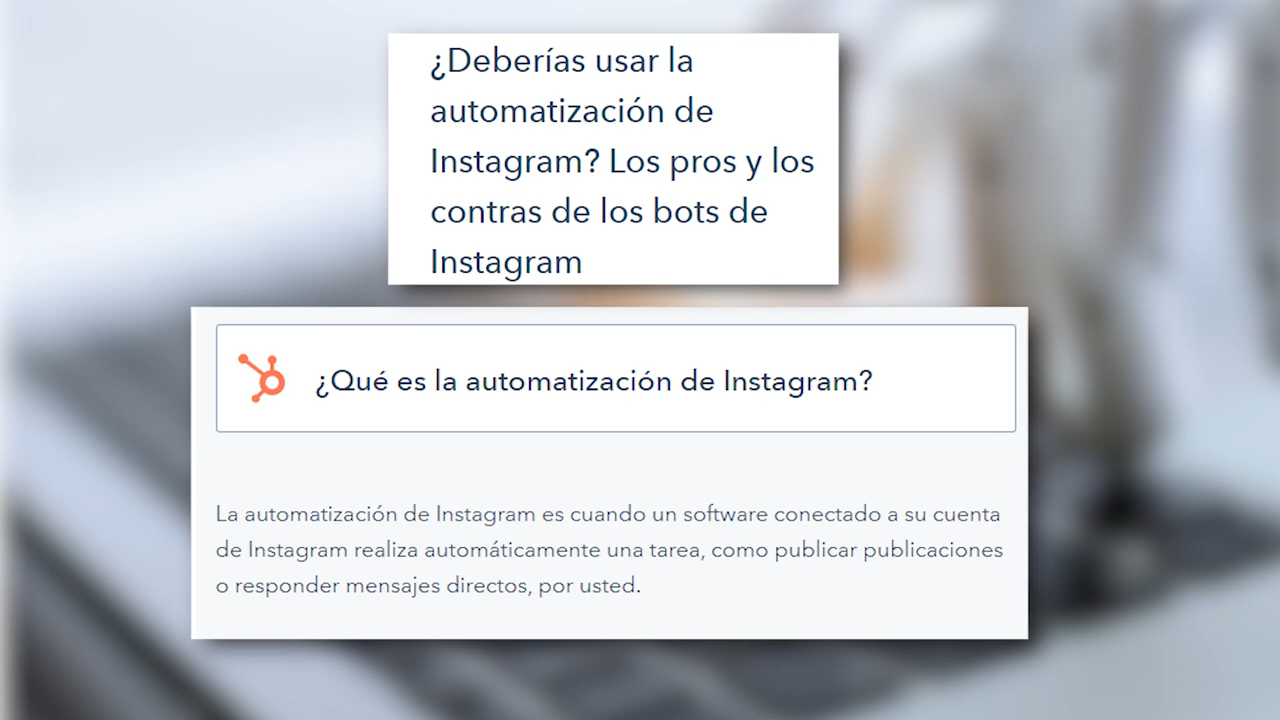 ¿Deberías usar la
automatización de
Instagram? Los pros y los
contras de los bots de
Instagram
¿Qué es la automatización de Instagram?
La automatización de Instagram es cuando un software conectado a su cuenta
de Instagram realiza automáticamente una tarea, como publicar publicaciones
o responder mensajes directos, por usted.